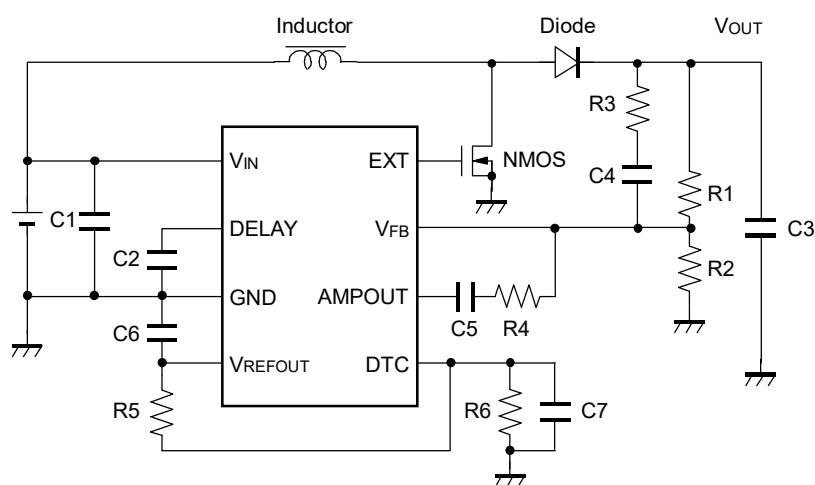 Inductor
Diode
VOUT
R3
VIN
EXT
NMOS
C4
R1
C1
DELAY
VFB
C3
C2
R2
GND
AMPOUT
C5
R4
C6
VREFOUT
DTC
R5
R6
C7